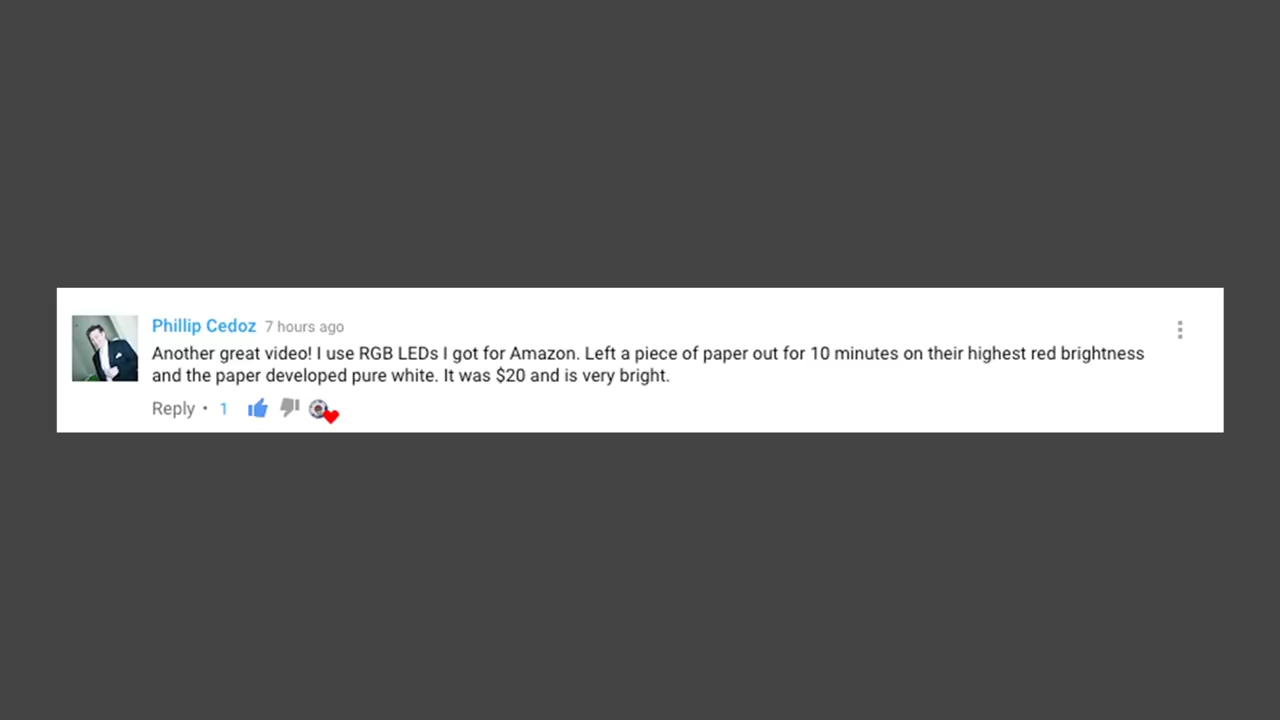 Phillip Cedoz 7 hours ago
Another great video! I use RGB LEDs I got for Amazon. Left a piece of paper out for 10 minutes on their highest red brightness
and the paper developed pure white. It was $20 and is very bright.
Reply • 1